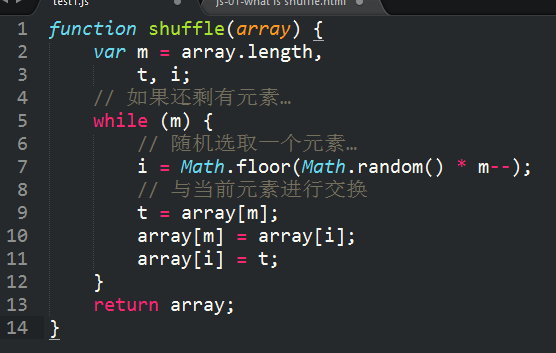 test1.js
js-01-what is shuffle.html
1 function shuffle(array) {
2 var m = array.length,
3 t, i;
4 // 如果还剩有元素…
5 while (m) {
6 // 随机选取一个元素…
7 i = Math.floor(Math.random() * m--);
8 // 与当前元素进行交换
9 t = array[m];
10 array[m] = array[i];
11 array[i] = t;
12 }
13 return array;
14 }